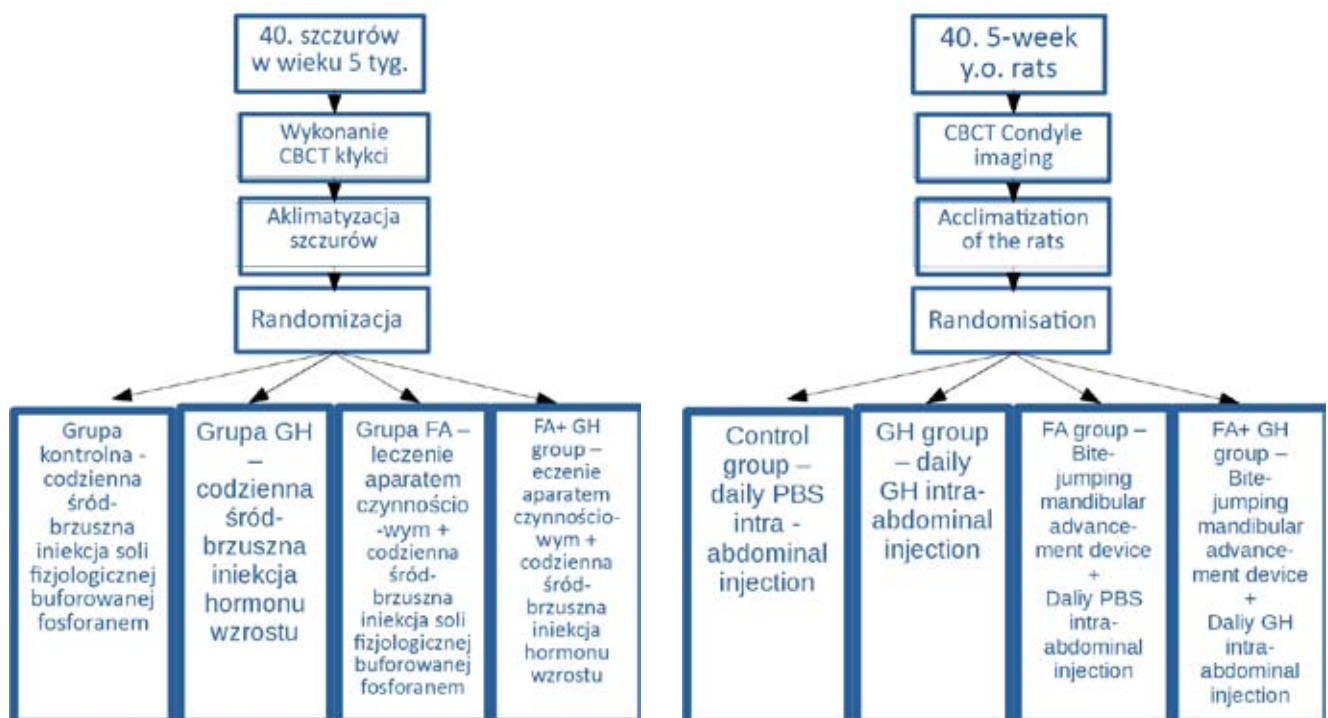 40. szczurów
w wieku 5 tyg.
Wykonanie
CBCT kłykci
Aklimatyzacja
szczurów
Randomizacja
Grupa
kontrolna -
codzienna
śród-
brzuszna
iniekcja soli
fizjologicznej
buforowanej
fosforanem
Grupa GH
–
codzienna
śród-
brzuszna
iniekcja
hormonu
wzrostu
Grupa FA –
leczenie
aparatem
czynnościo
-wym +
codzienna
śród-
brzuszna
iniekcja soli
fizjologicznej
buforowanej
fosforanem
FA+ GH
group –
eczenie
aparatem
czynnościo-
wym +
codzienna
śród-
brzuszna
iniekcja
hormonu
wzrostu
40. 5-week
y.o. rats
CBCT Condyle
imaging
Acclimatization
of the rats
Randomisation
Control
group –
daily PBS
intra -
abdominal
injection
GH group
– daily
GH intra-
abdominal
injection
FA group –
Bite-
jumping
mandibular
advance-
ment device
+
Daliy PBS
intra-
abdominal
injection
FA+ GH
group –
Bite-
jumping
mandibular
advance-
ment device
+
Daliy GH
intra-
abdominal
injection